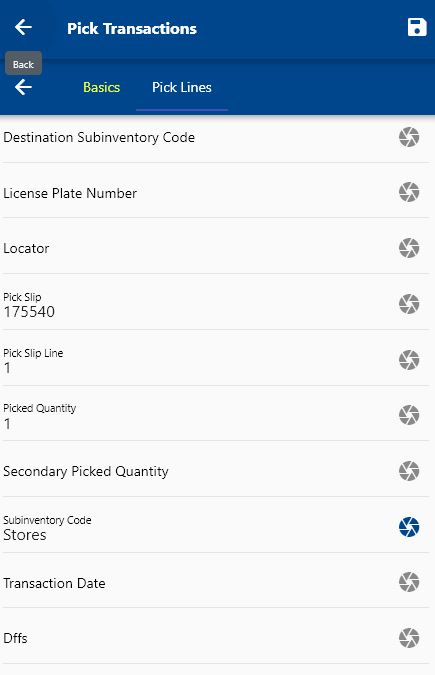 Pick Transactions
Back
Basics
Pick Lines
Destination Subinventory Code
License Plate Number
Locator
Pick Slip
175540
Pick Slip Line
1
Picked Quantity
1
Secondary Picked Quantity
Subinventory Code
Stores
Transaction Date
Dffs